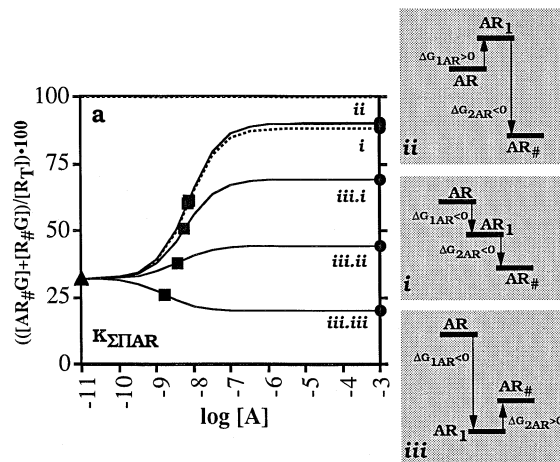 a
(([AR#G]+[R#G])/[RT])•100
100
75
50
25
0
ii
i
iii.i
iii.ii
iii.iii
KΣΠAR
-11
-10
-9
-8
-7
-6
-5
-4
-3
log [A]
AR1
ΔG1AR>0
AR
ΔG2AR<0
AR#
ii
AR
ΔG1AR<0
AR1
ΔG2AR<0
AR#
i
AR
ΔG1AR<0
AR#
AR1
ΔG2AR>0
iii